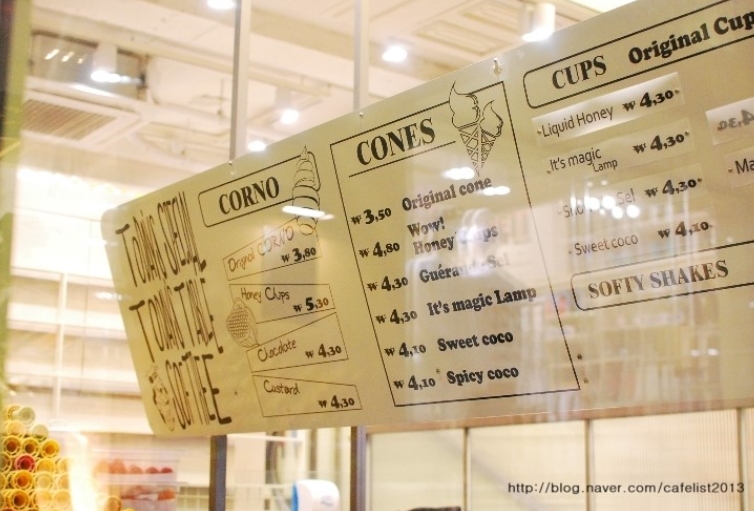 CORNO
Original CORNO
₩ 3,80
Honey Chips
₩ 5,30
Chocolate
₩ 4,30
Custard
₩ 4,30
CONES
₩ 3,50 Original cone
Wow!
₩ 4,80 Honey Chips
₩ 4,30
₩ 4,30 It's magic Lamp
₩ 4,10 Sweet coco
₩ 4,10 Spicy coco
CUPS Original Cup
Liquid Honey ₩ 4,30
It's magic Lamp ₩ 4,30
Sel ₩ 4,30
Sweet coco ₩ 4,10
SOFTY SHAKES
http://blog.naver.com/cafelist2013